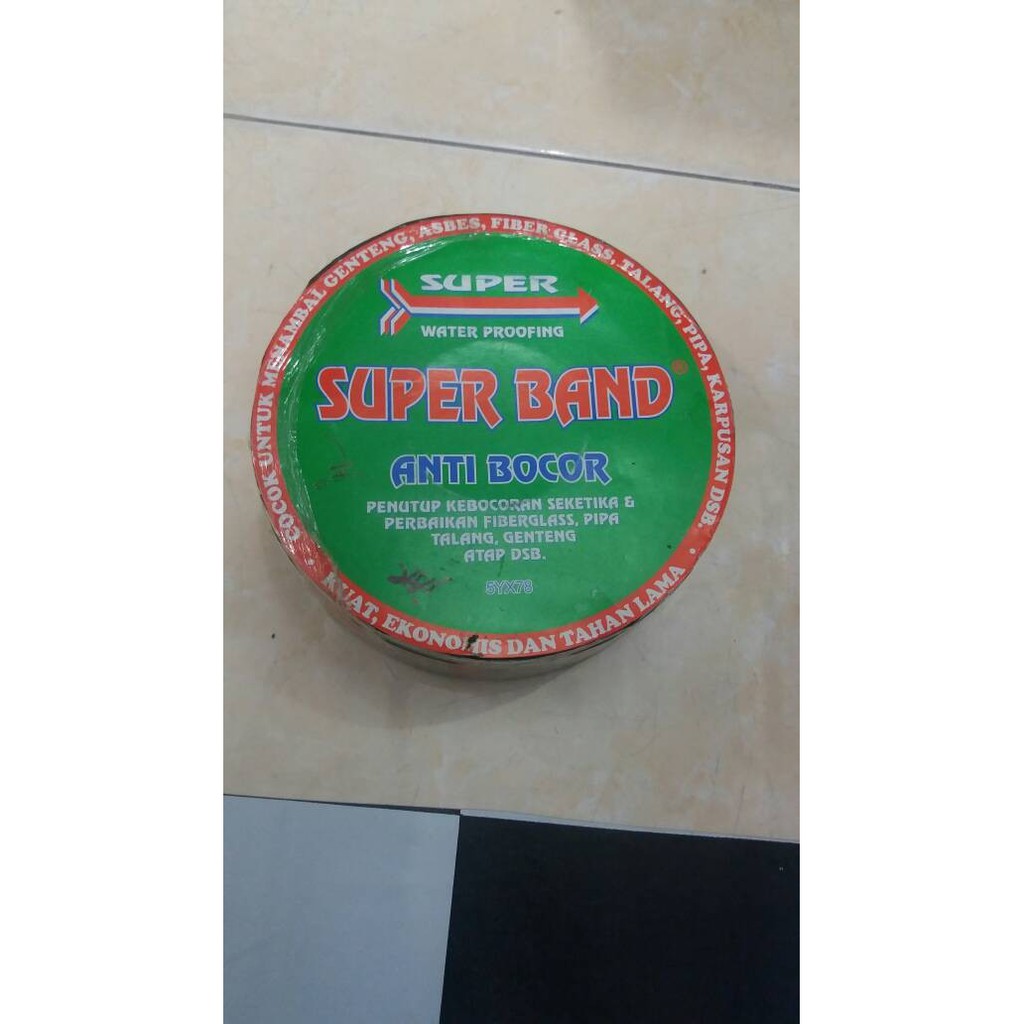 SUPER
WATER PROOFING
SUPER BAND®
ANTI BOCOR
PENUTUP KEBOCORAN SEKETIKA &
PERBAIKAN FIBERGLASS, PIPA
TALANG, GENTENG
ATAP DSB.
5YX78
• COCOK UNTUK MENAMBAL GENTENG, ASBES, FIBER GLASS, TALANG, PIPA, KARPUSAN DSB. •
KUAT, EKONOMIS DAN TAHAN LAMA